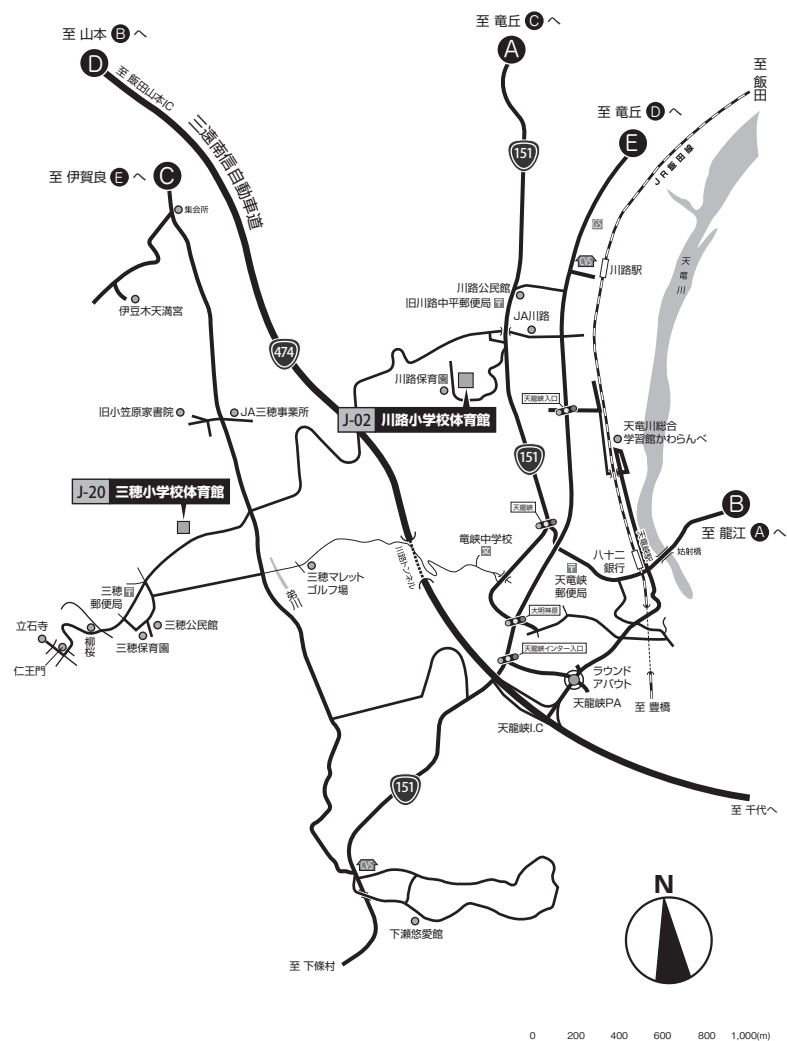 至 竜丘 C へ
A
至 山本 B へ
D
至 飯田山本IC
三遠南信自動車道
至 飯田
至 竜丘 D へ
E
JR飯田線
151
至 伊賀良 E へ
C
集会所
GS
CVS
川路駅
天竜川
伊豆木天満宮
川路公民館
旧川路中平郵便局
JA川路
474
川路保育園
天龍峡入口
旧小笠原家書院
JA三穂事業所
J-02 川路小学校体育館
天竜川総合
学習館かわらんべ
151
J-20 三穂小学校体育館
天龍峡
B
至 龍江 A へ
竜峡中学校
文
川路トンネル
八十二
銀行
天竜峡駅
姑射橋
天竜峡
郵便局
三穂マレット
ゴルフ場
弟川
三穂
郵便局
大明神原
立石寺
柳桜
三穂公民館
三穂保育園
仁王門
天龍峡インター入口
ラウンド
アバウト
天龍峡PA
至 豊橋
天龍峡I.C
151
至 千代へ
CVS
下瀬悠愛館
至 下條村
N
0 200 400 600 800 1,000(m)